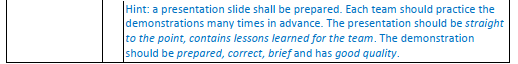 Hint: a presentation slide shall be prepared. Each team should practice the
demonstrations many times in advance. The presentation should be straight
to the point, contains lessons learned for the team. The demonstration
should be prepared, correct, brief and has good quality.